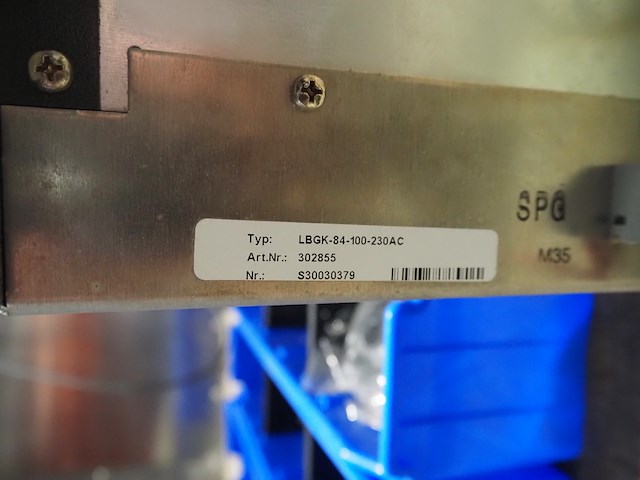 Typ: LBGK-84-100-230AC
Art.Nr.: 302855
Nr.: S30030379
SPG
M35